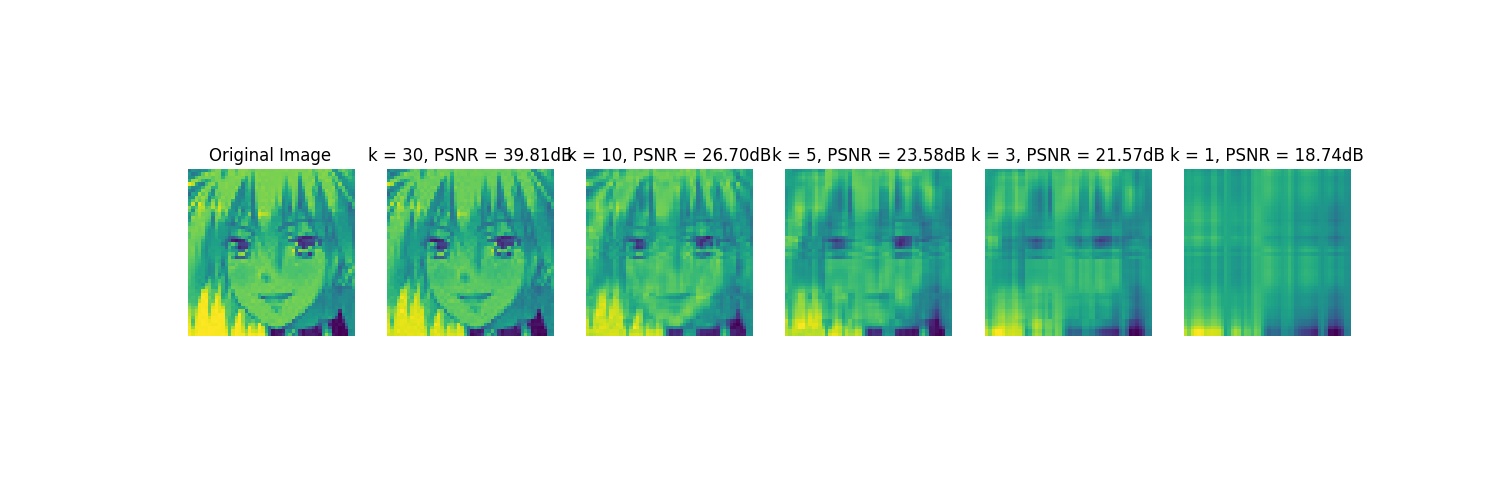 Original Image
k = 30, PSNR = 39.81dB
k = 10, PSNR = 26.70dB
k = 5, PSNR = 23.58dB
k = 3, PSNR = 21.57dB
k = 1, PSNR = 18.74dB